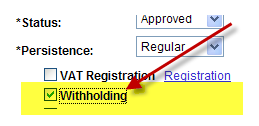 *Status: Approved
*Persistence: Regular
VAT Registration Registration
Withholding